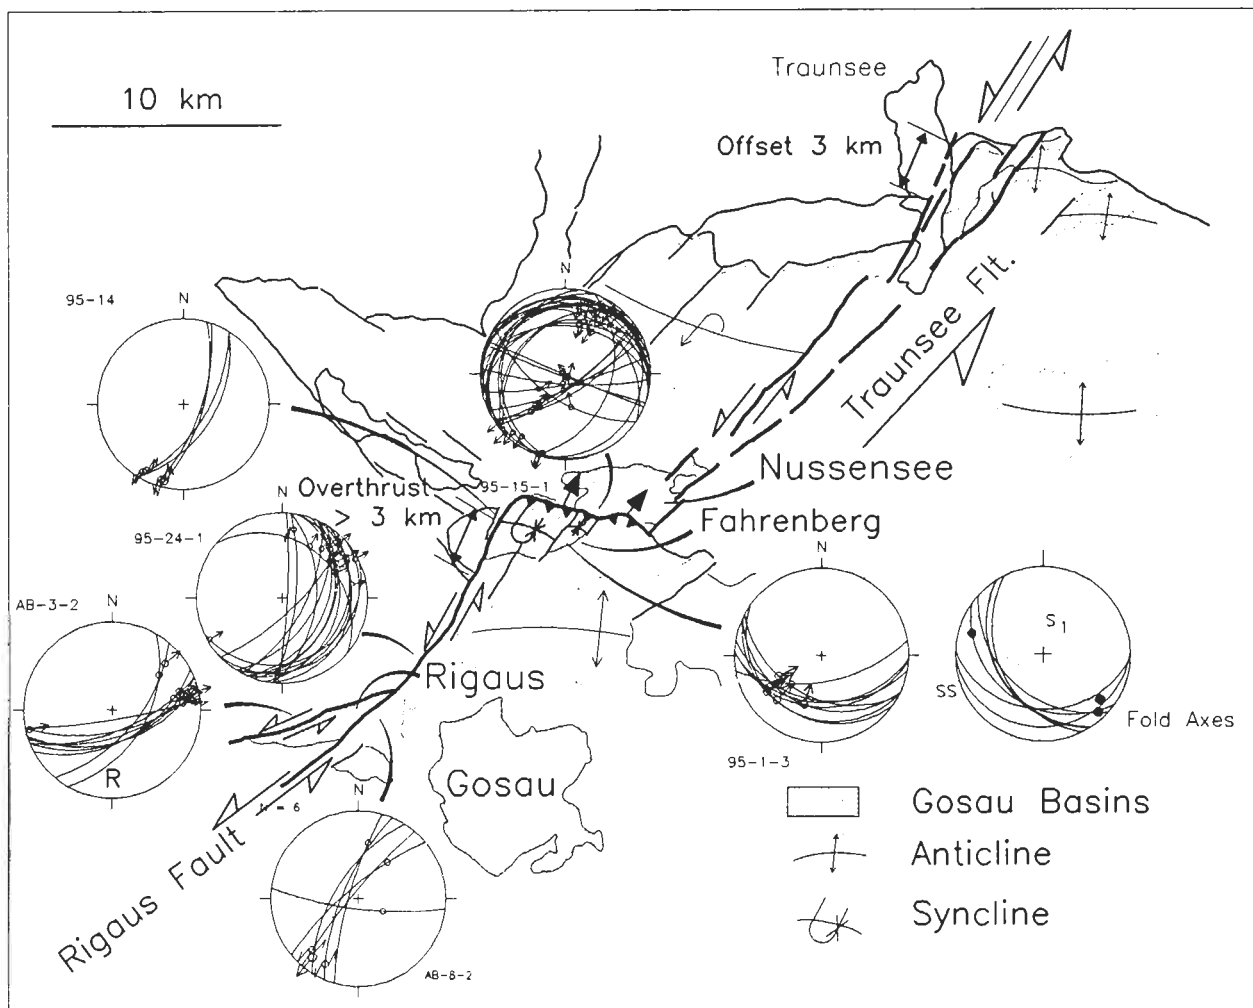 Traunsee
10 km
Offset 3 km
N
95-14
N
Traunsee Flt.
Nussensee
Overthrust
> 3 km
95-15-1
Fahrenberg
N
95-24-1
N
AB-3-2
N
S1
Rigaus
SS
Fold Axes
95-1-3
R
Gosau
Gosau Basins
N = 6
N
Anticline
Rigaus Fault
Syncline
AB-8-2